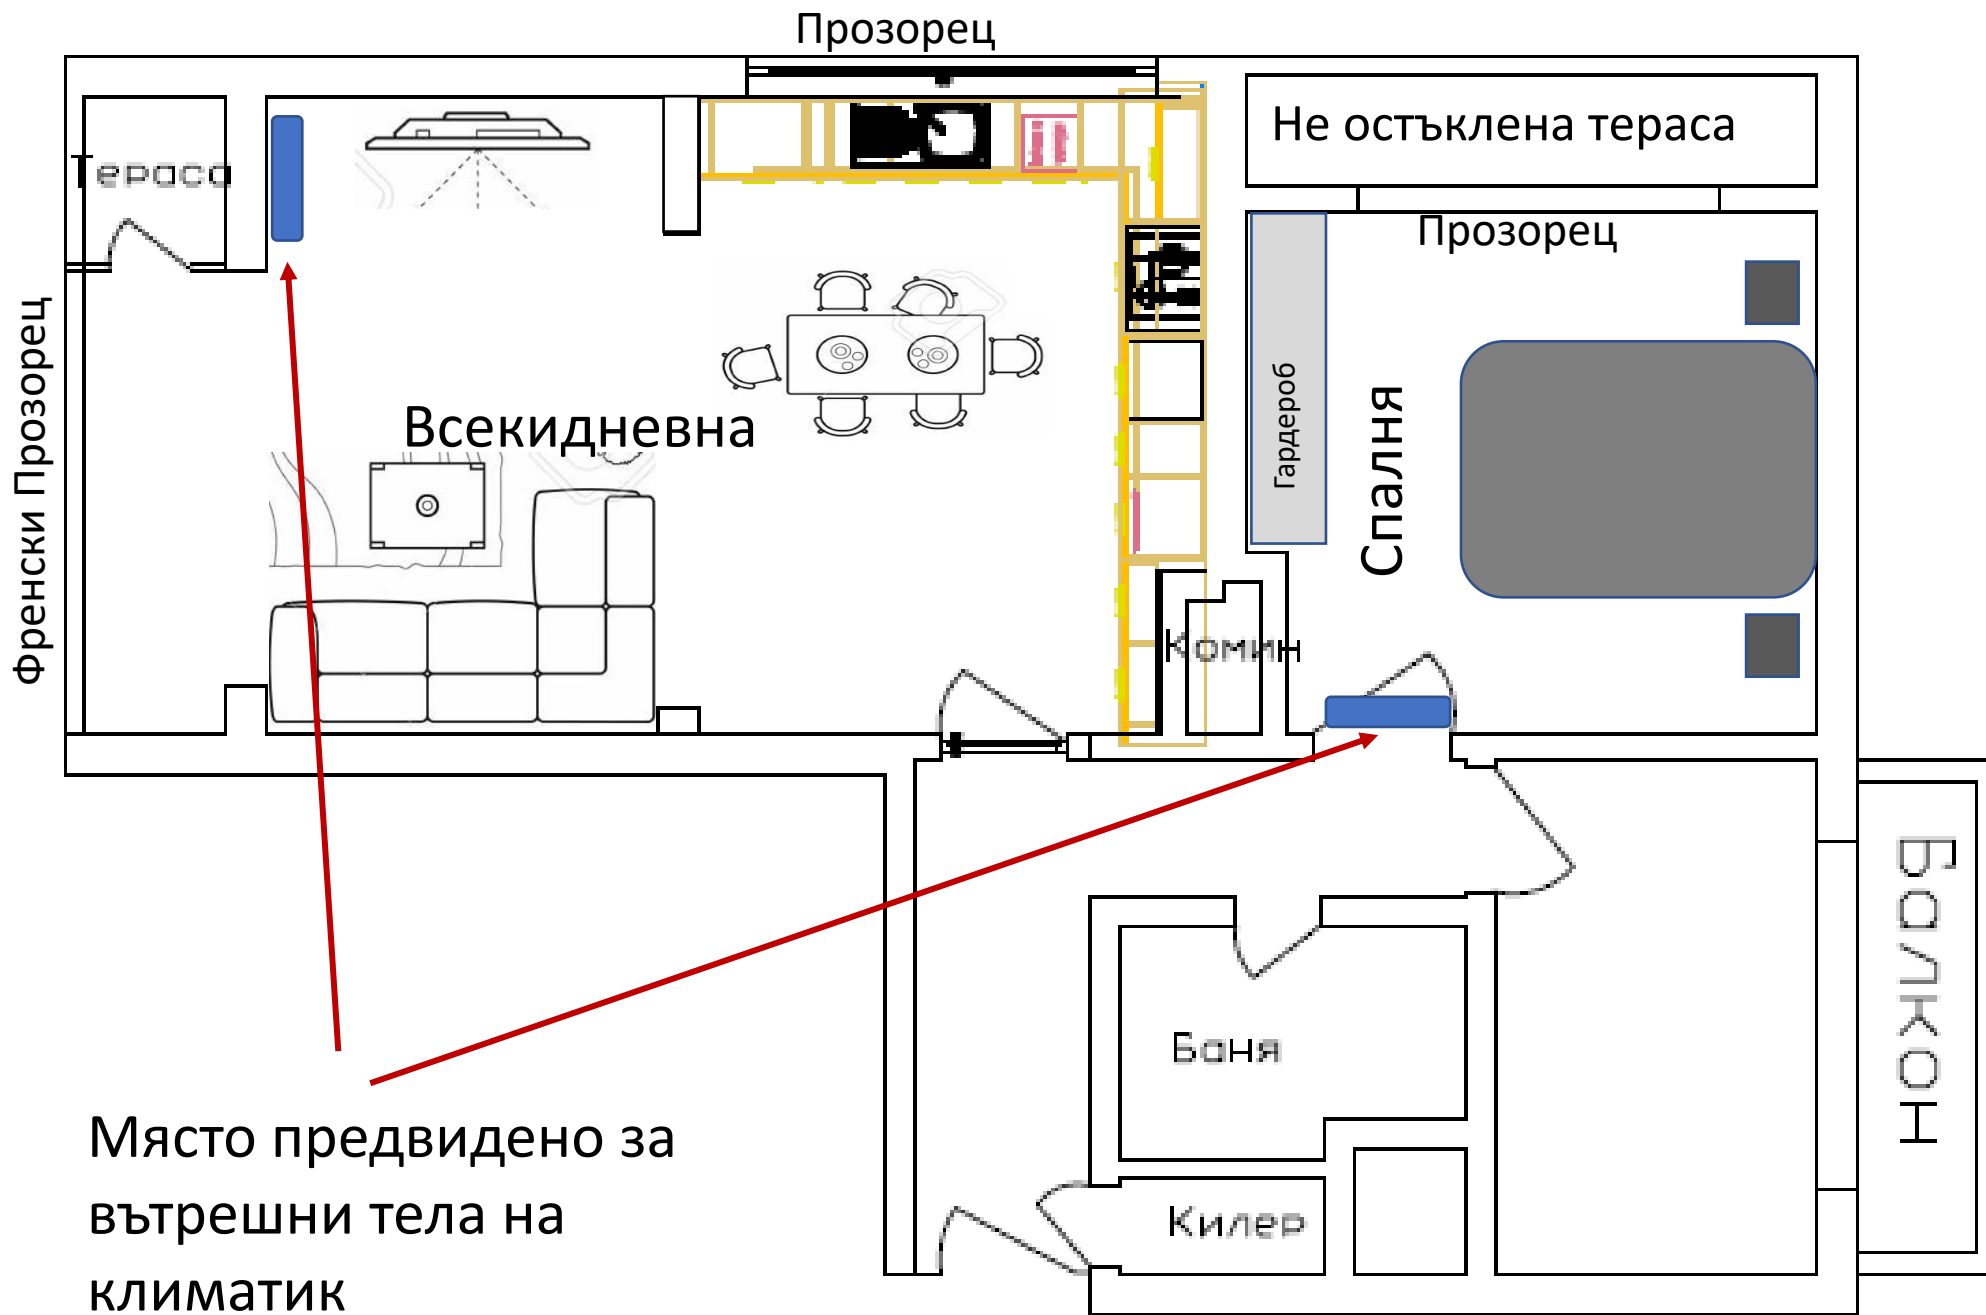 Прозорец
Не остъклена тераса
Тераса
Прозорец
Френски Прозорец
Всекидневна
Гардероб
Спалня
Комин
Балкон
Баня
Място предвидено за
вътрешни тела на
климатик
Килер